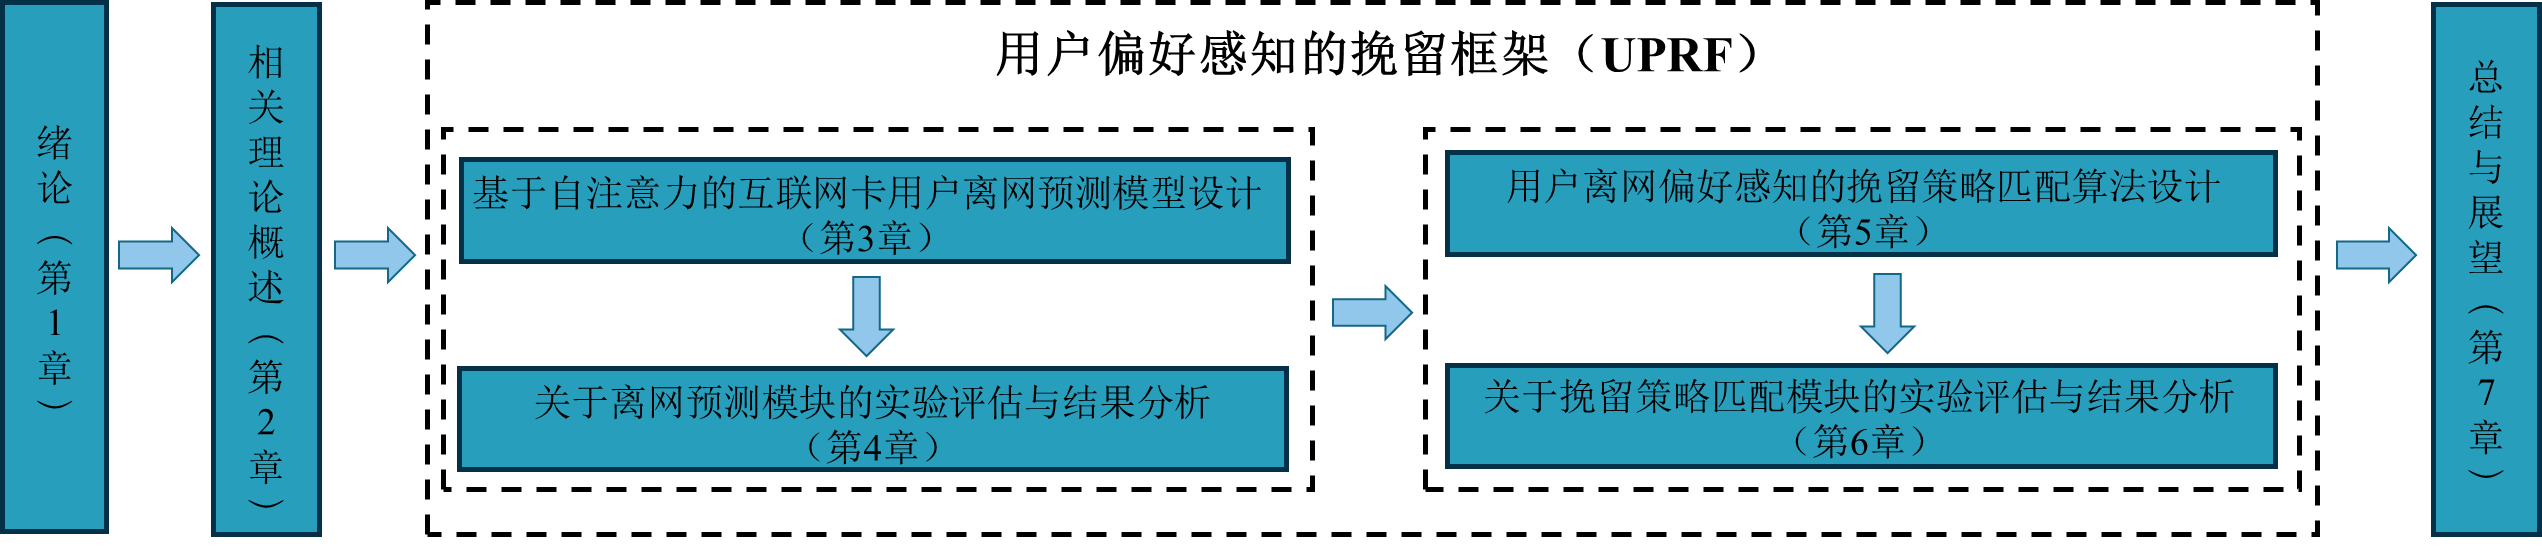 绪论（第1章）
相关理论概述（第2章）
用户偏好感知的挽留框架（UPRF）
基于自注意力的互联网卡用户离网预测模型设计
（第3章）
关于离网预测模块的实验评估与结果分析
（第4章）
用户离网偏好感知的挽留策略匹配算法设计
（第5章）
关于挽留策略匹配模块的实验评估与结果分析
（第6章）
总结与展望（第7章）